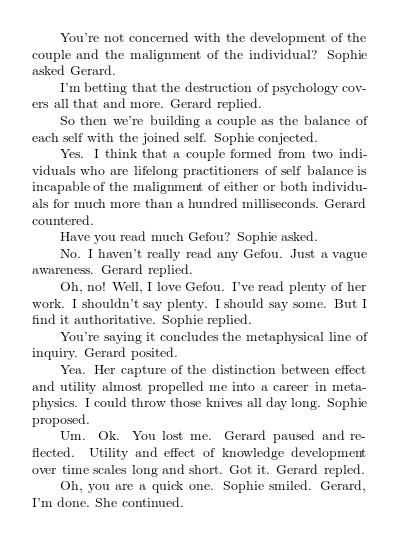 You're not concerned with the development of the
couple and the malignment of the individual? Sophie
asked Gerard.
I'm betting that the destruction of psychology cov-
ers all that and more. Gerard replied.
So then we're building a couple as the balance of
each self with the joined self. Sophie conjected.
Yes. I think that a couple formed from two indi-
viduals who are lifelong practitioners of self balance is
incapable of the malignment of either or both individu-
als for much more than a hundred milliseconds. Gerard
countered.
Have you read much Gefou? Sophie asked.
No. I haven't really read any Gefou. Just a vague
awareness. Gerard replied.
Oh, no! Well, I love Gefou. I've read plenty of her
work. I shouldn't say plenty. I should say some. But I
find it authoritative. Sophie replied.
You're saying it concludes the metaphysical line of
inquiry. Gerard posited.
Yea. Her capture of the distinction between effect
and utility almost propelled me into a career in meta-
physics. I could throw those knives all day long. Sophie
proposed.
Um. Ok. You lost me. Gerard paused and re-
flected. Utility and effect of knowledge development
over time scales long and short. Got it. Gerard repled.
Oh, you are a quick one. Sophie smiled. Gerard,
I'm done. She continued.